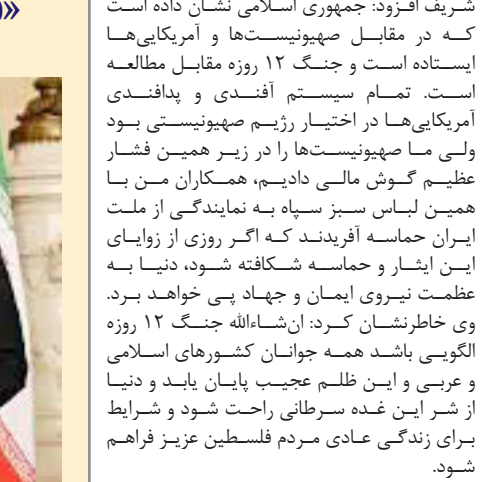 شریف افزود: جمهوری اسلامی نشان داده است
که در مقابل صهیونیست‌ها و آمریکایی‌ها
ایستاده است و جنگ ۱۲ روزه مقابل مطالعه
است. تمام سیستم آفندی و پدافندی
آمریکایی‌ها در اختیار رژیم صهیونیستی بود
ولی ما صهیونیست‌ها را در زیر همین فشار
عظیم گوش مالی دادیم، همکاران من با
همین لباس سبز سپاه به نمایندگی از ملت
ایران حماسه آفریدند که اگر روزی از زوایای
این ایثار و حماسه شکافته شود، دنیا به
عظمت نیروی ایمان و جهاد پی خواهد برد.
وی خاطرنشان کرد: ان‌شاءالله جنگ ۱۲ روزه
الگویی باشد همه جوانان کشورهای اسلامی
و عربی و این ظلم عجیب پایان یابد و دنیا
از شر این غده سرطانی راحت شود و شرایط
برای زندگی عادی مردم فلسطین عزیز فراهم
شود.